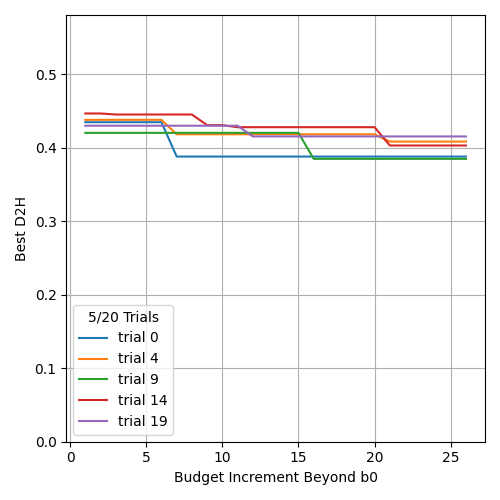 0.5
0.4
0.3
0.2
0.1
0.0
Best D2H
5/20 Trials
trial 0
trial 4
trial 9
trial 14
trial 19
0 5 10 15 20 25
Budget Increment Beyond b0